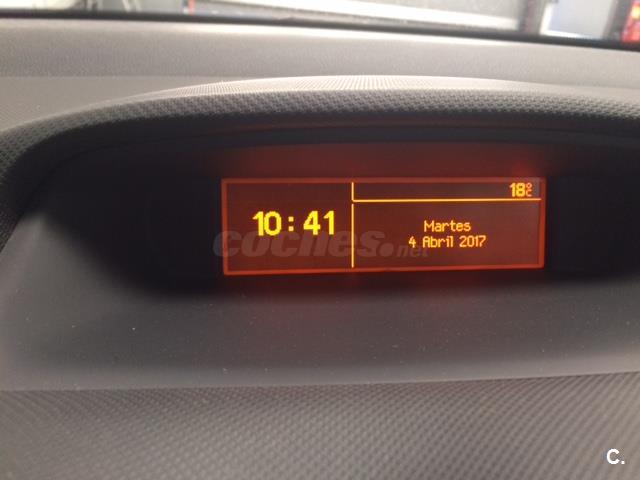 18°C
10:41
Martes
4 Abril 2017
coches.net
C.